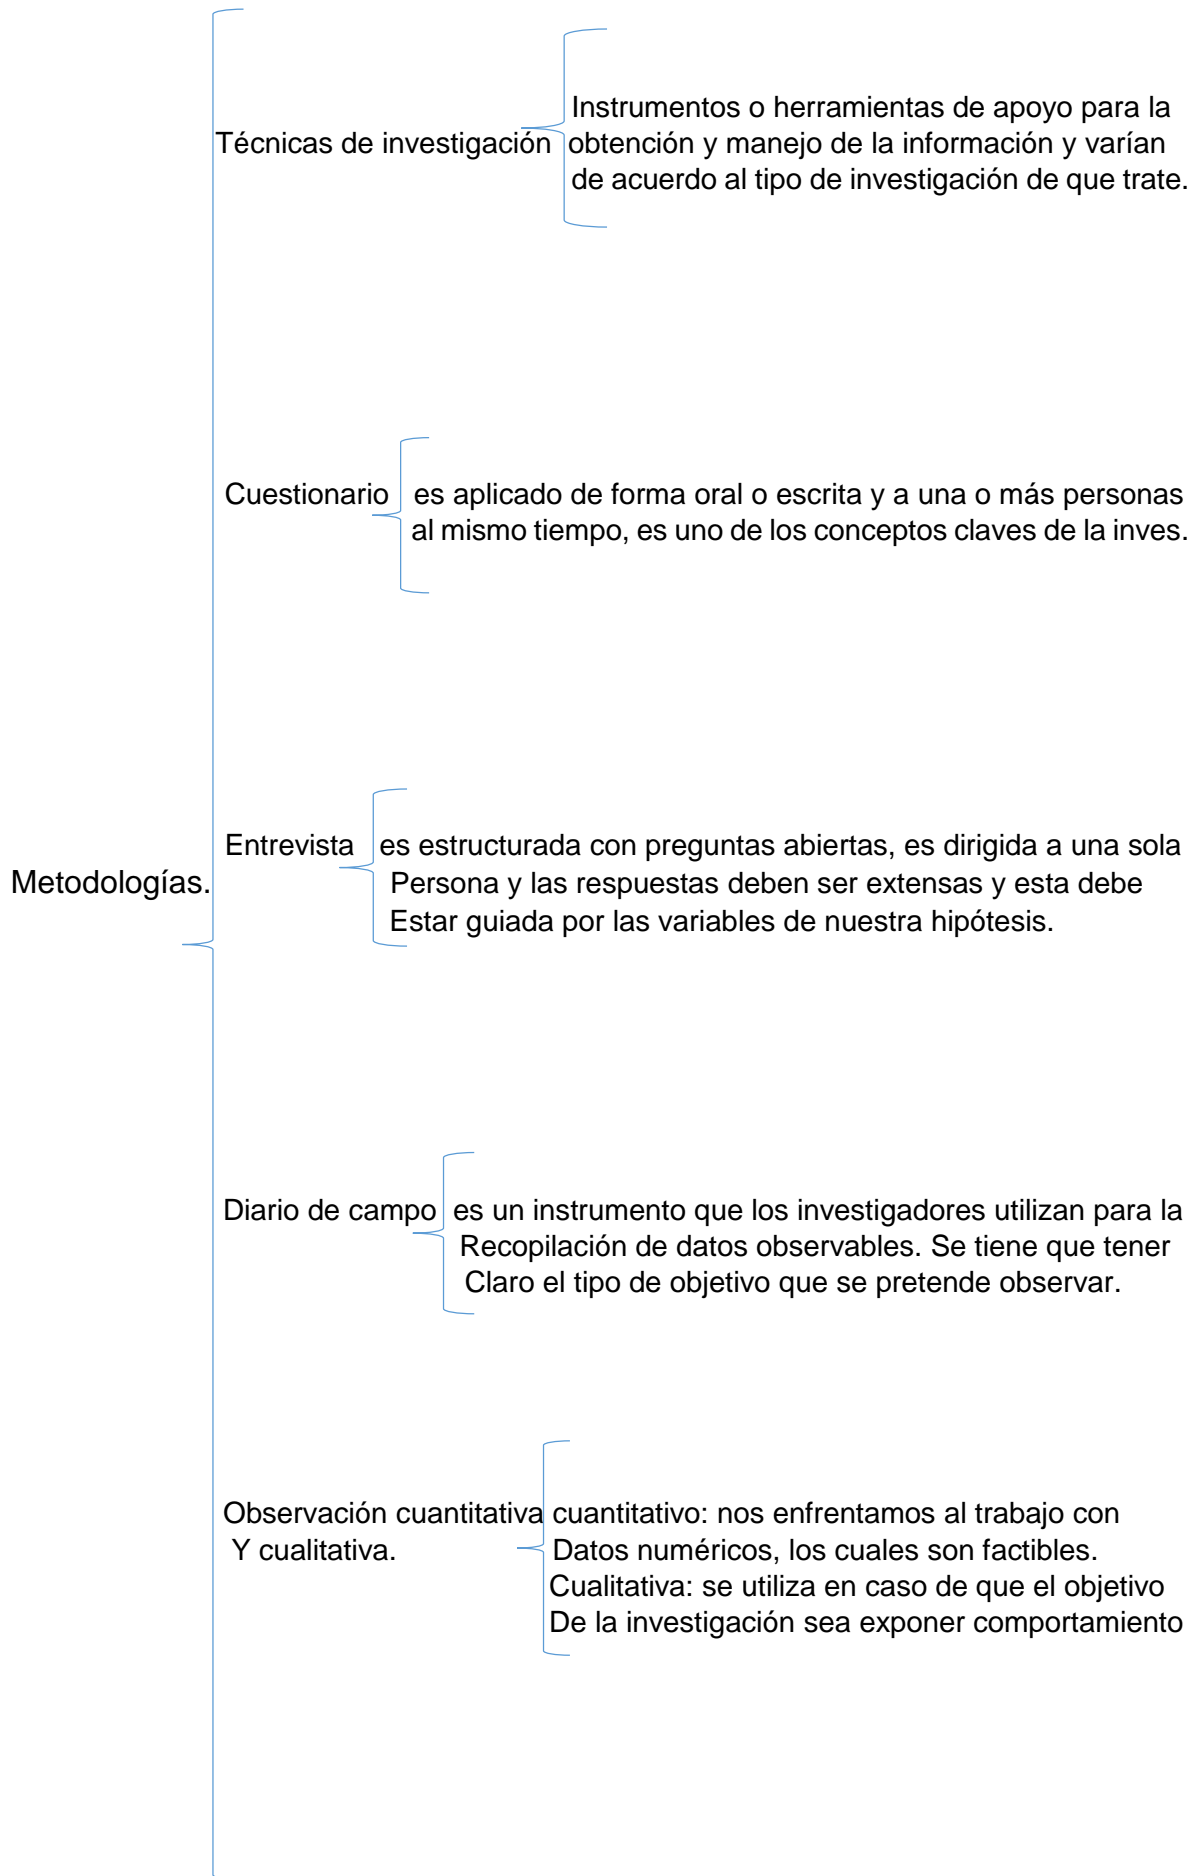 Instrumentos o herramientas de apoyo para la
Técnicas de investigación obtención y manejo de la información y varían
de acuerdo al tipo de investigación de que trate.
Cuestionario es aplicado de forma oral o escrita y a una o más personas
al mismo tiempo, es uno de los conceptos claves de la inves.
Entrevista es estructurada con preguntas abiertas, es dirigida a una sola
Metodologías. Persona y las respuestas deben ser extensas y esta debe
Estar guiada por las variables de nuestra hipótesis.
Diario de campo es un instrumento que los investigadores utilizan para la
Recopilación de datos observables. Se tiene que tener
Claro el tipo de objetivo que se pretende observar.
Observación cuantitativa cuantitativo: nos enfrentamos al trabajo con
Y cualitativa. Datos numéricos, los cuales son factibles.
Cualitativa: se utiliza en caso de que el objetivo
De la investigación sea exponer comportamiento